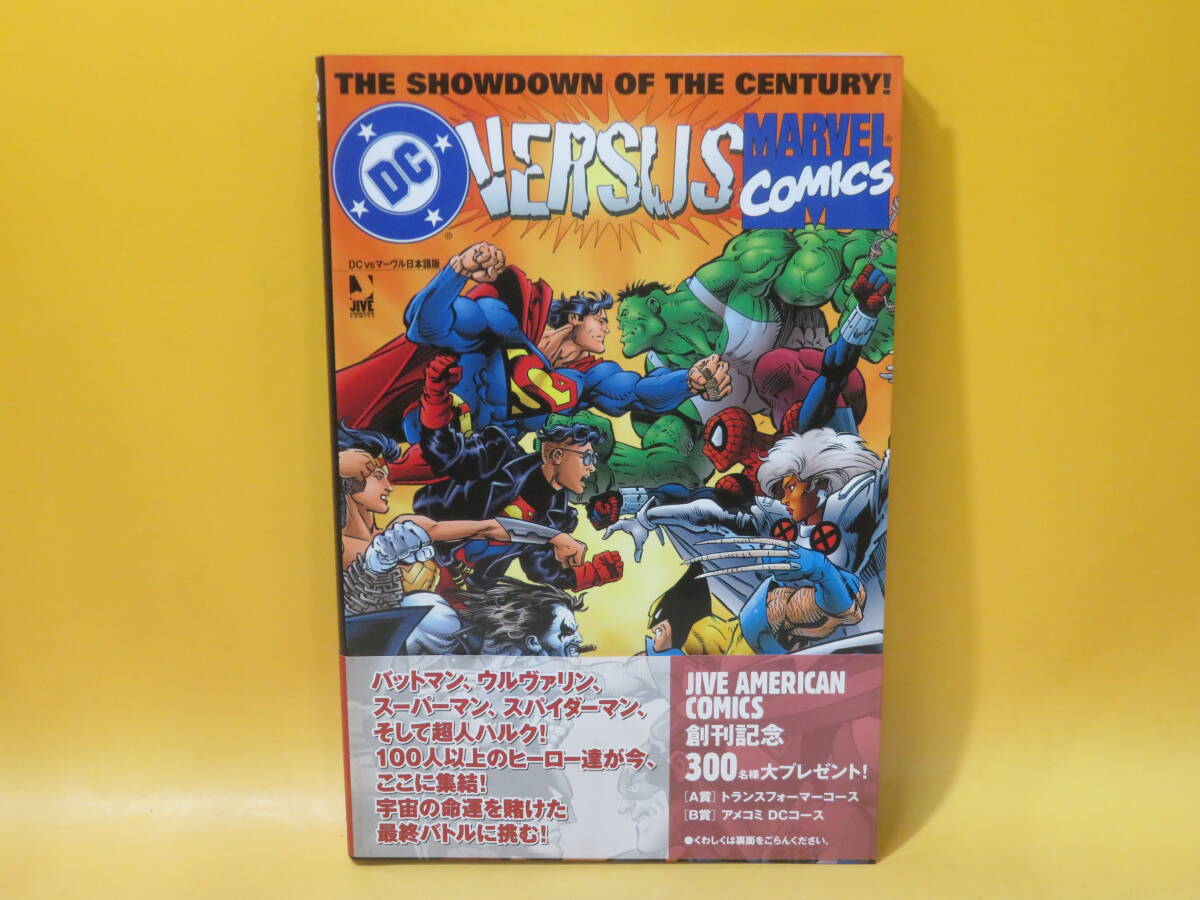 THE SHOWDOWN OF THE CENTURY!
DC
VERSUS
MARVEL
COMICS
DC vsマーヴル日本語版
JIVE
COMICS
バットマン、ウルヴァリン、
スーパーマン、スパイダーマン、
そして超人ハルク!
100人以上のヒーロー達が今、
ここに集結!
宇宙の命運を賭けた
最終バトルに挑む!
JIVE AMERICAN
COMICS
創刊記念
300名様大プレゼント!
[A賞] トランスフォーマーコース
[B賞] アメコミ DCコース
●くわしくは裏面をごらんください。